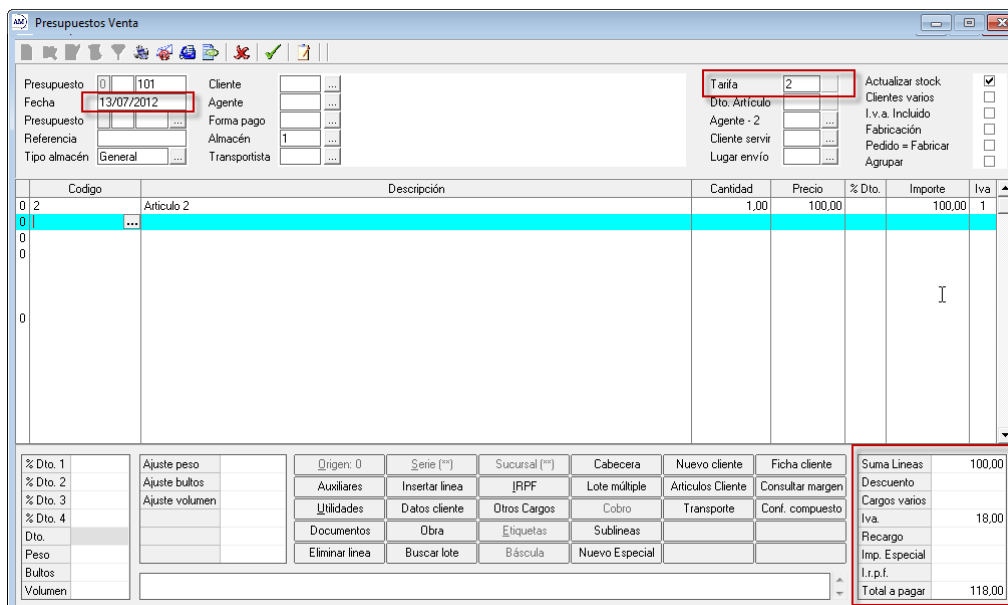 AM Presupuestos Venta
Presupuesto 0 101 Cliente ... Tarifa 2 Actualizar stock
Fecha 13/07/2012 Agente ... Dto. Artículo Clientes varios
Presupuesto ... Forma pago ... Agente - 2 ... I.v.a. Incluido
Referencia Almacén 1 ... Cliente servir ... Fabricación
Tipo almacén General ... Transportista ... Lugar envío ... Pedido = Fabricar
Agrupar
Codigo Descripción Cantidad Precio % Dto. Importe Iva
0 2 Articulo 2 1,00 100,00 100,00 1
0 ...
0
0
0
% Dto. 1 Ajuste peso Origen: 0 Serie (**) Sucursal (**) Cabecera Nuevo cliente Ficha cliente Suma Lineas 100,00
% Dto. 2 Ajuste bultos Auxiliares Insertar linea IRPF Lote múltiple Articulos Cliente Consultar margen Descuento
% Dto. 3 Ajuste volumen Utilidades Datos cliente Otros Cargos Cobro Transporte Conf. compuesto Cargos varios
% Dto. 4 Iva. 18,00
Dto. Documentos Obra Etiquetas Sublineas Recargo
Peso Eliminar linea Buscar lote Báscula Nuevo Especial Imp. Especial
Bultos I.r.p.f.
Volumen Total a pagar 118,00